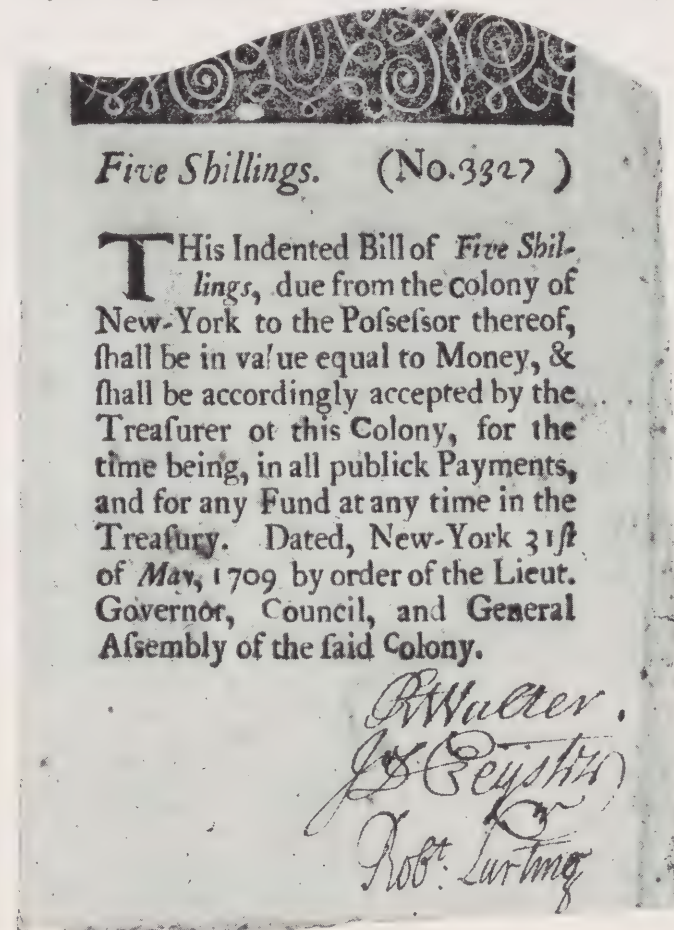 Five Shillings. (No. 3327 )
THis Indented Bill of Five Shil-
lings, due from the colony of
New-York to the Poſseſsor thereof,
ſhall be in value equal to Money, &
ſhall be accordingly accepted by the
Treaſurer of this Colony, for the
time being, in all publick Payments,
and for any Fund at any time in the
Treaſury. Dated, New-York 31ſt
of May, 1709 by order of the Lieut.
Governor, Council, and General
Aſsembly of the ſaid Colony.
RWalter.
Robt. Lurting